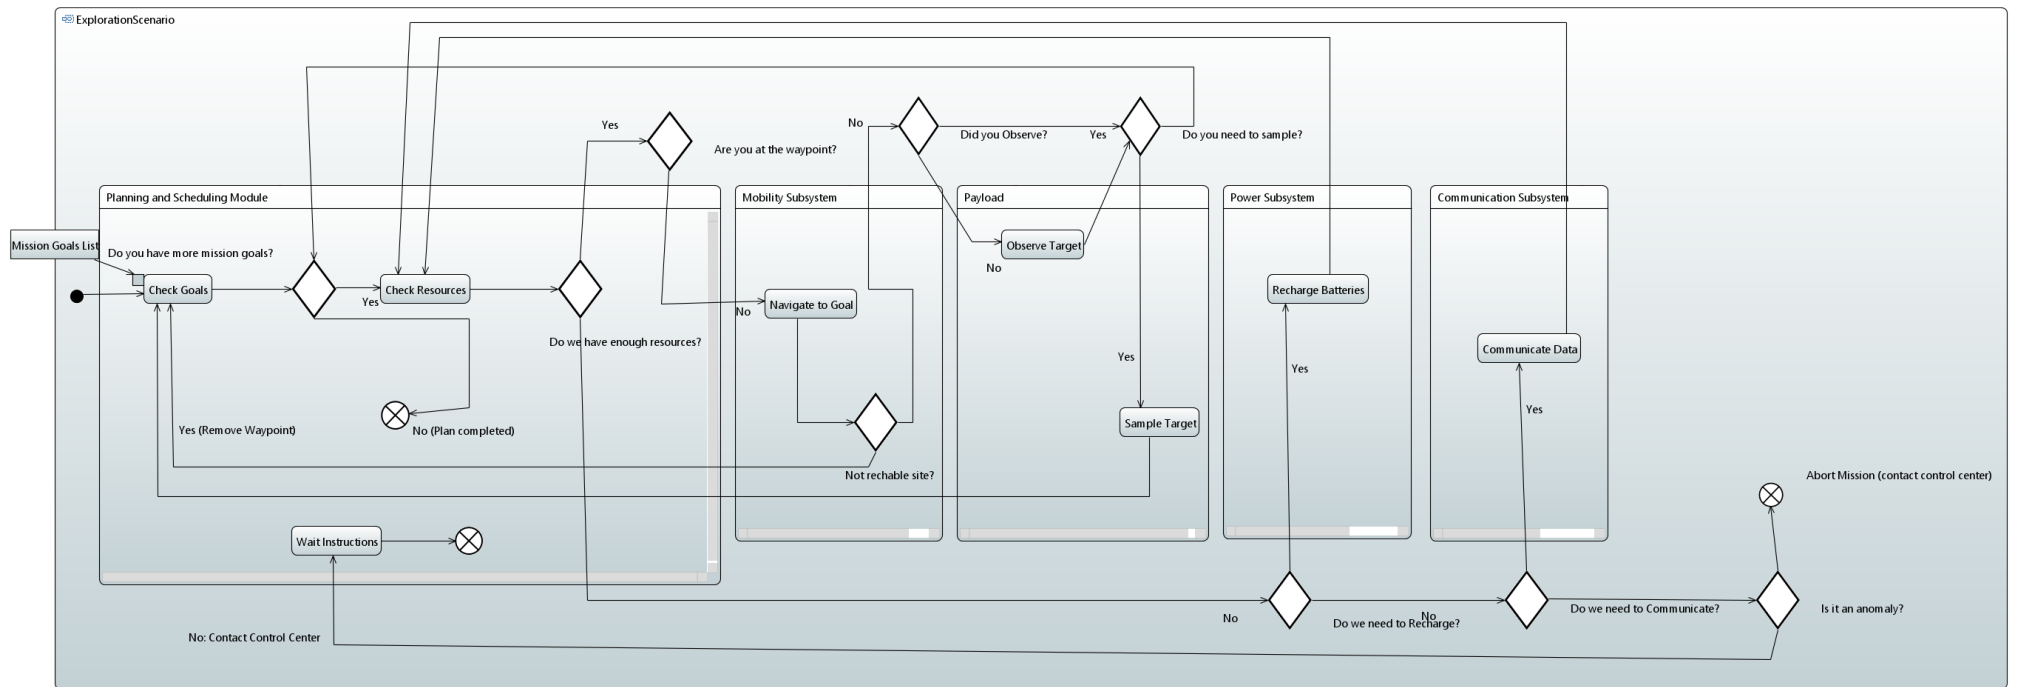 ExplorationScenario
Yes
Are you at the waypoint?
No
Did you Observe?
Yes
Do you need to sample?
Planning and Scheduling Module
Mobility Subsystem
Payload
Power Subsystem
Communication Subsystem
Mission Goals List
Do you have more mission goals?
Check Goals
Yes
Check Resources
Do we have enough resources?
No
Navigate to Goal
Observe Target
No
Recharge Batteries
Communicate Data
Yes
Yes
Yes
Sample Target
Yes (Remove Waypoint)
No (Plan completed)
Not rechable site?
Abort Mission (contact control center)
Wait Instructions
No
Do we need to Recharge?
No
Do we need to Communicate?
Is it an anomaly?
No: Contact Control Center